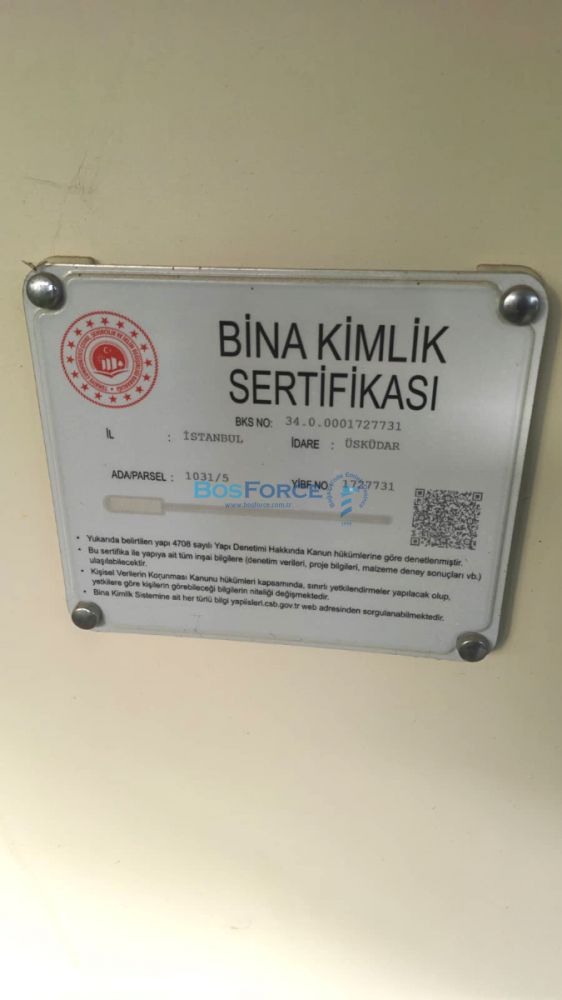 BİNA KİMLİK
SERTİFİKASI
BKS NO: 34.0.0001727731
İL : İSTANBUL İDARE : ÜSKÜDAR
ADA/PARSEL : 1031/5 YİBF NO: 1727731
BOSFORCE
www.bosforce.com.tr
• Yukarıda belirtilen yapı 4708 sayılı Yapı Denetimi Hakkında Kanun hükümlerine göre denetlenmiştir.
• Bu sertifika ile yapıya ait tüm inşai bilgilere (denetim verileri, proje bilgileri, malzeme deney sonuçları vb.)
ulaşılabilecektir.
• Kişisel Verilerin Korunması Kanunu hükümleri kapsamında, sınırlı yetkilendirmeler yapılacak olup,
yetkilere göre kişilerin görebileceği bilgilerin niteliği değişmektedir.
• Bina Kimlik Sistemine ait her türlü bilgi yapiisleri.csb.gov.tr web adresinden sorgulanabilmektedir.